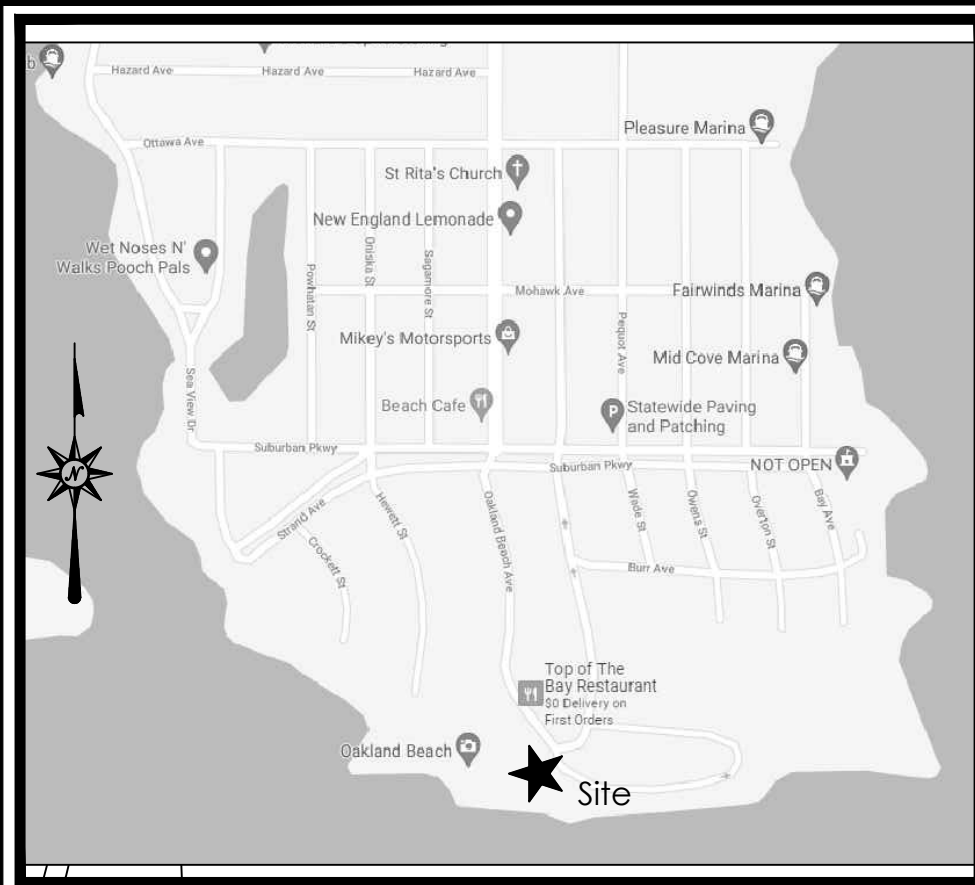 b
Hazard Ave
Hazard Ave
Hazard Ave
Pleasure Marina
Ottawa Ave
St Rita's Church
New England Lemonade
Wet Noses N'
Walks Pooch Pals
Powhatan St
Onisika St
Sagamore St
Mohawk Ave
Fairwinds Marina
Mikey's Motorsports
Pequot Ave
Mid Cove Marina
Sea View Dr
Beach Cafe
P
Statewide Paving
and Patching
Suburban Pkwy
Suburban Pkwy
NOT OPEN
N
Strand Ave
Hewett St
Oakland Beach Ave
Wade St
Owens St
Overton St
Bay Ave
Crockett St
Burr Ave
Top of The
Bay Restaurant
$0 Delivery on
First Orders
Oakland Beach
Site